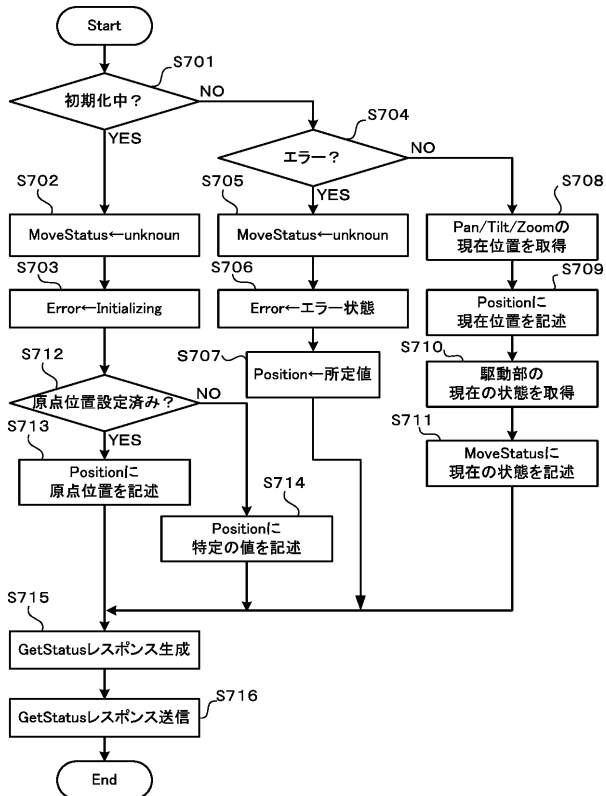 Start
S701
初期化中？
NO
YES
S704
エラー？
NO
YES
S702
MoveStatus←unknoun
S705
MoveStatus←unknoun
S708
Pan/Tilt/Zoomの
現在位置を取得
S703
Error←Initializing
S706
Error←エラー状態
S709
Positionに
現在位置を記述
S707
Position←所定値
S710
駆動部の
現在の状態を取得
S712
原点位置設定済み？
NO
YES
S711
MoveStatusに
現在の状態を記述
S713
Positionに
原点位置を記述
S714
Positionに
特定の値を記述
S715
GetStatusレスポンス生成
S716
GetStatusレスポンス送信
End